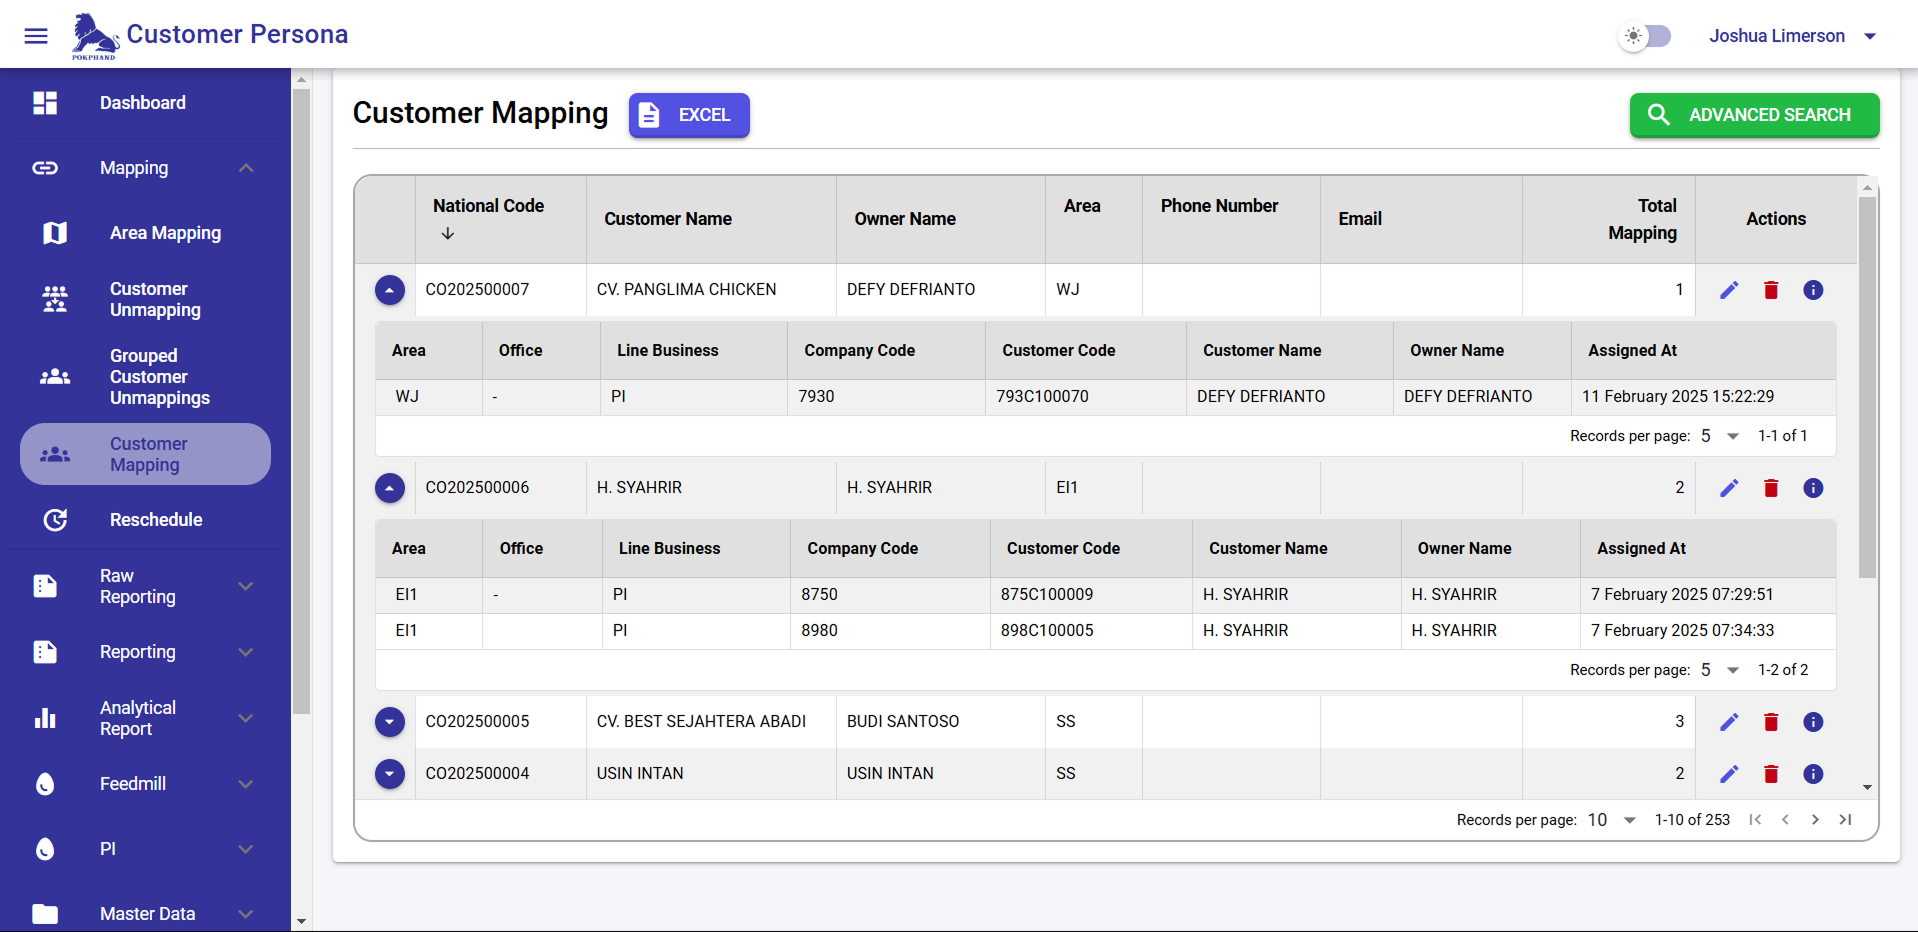 POKPHAND
Customer Persona
Joshua Limerson
Dashboard
Mapping
Area Mapping
Customer
Unmapping
Grouped
Customer
Unmappings
Customer
Mapping
Reschedule
Raw
Reporting
Reporting
Analytical
Report
Feedmill
PI
Master Data
Customer Mapping
EXCEL
ADVANCED SEARCH
National Code Customer Name Owner Name Area Phone Number Email Total Mapping Actions
CO202500007 CV. PANGLIMA CHICKEN DEFY DEFRIANTO WJ 1
Area Office Line Business Company Code Customer Code Customer Name Owner Name Assigned At
WJ - PI 7930 793C100070 DEFY DEFRIANTO DEFY DEFRIANTO 11 February 2025 15:22:29
Records per page: 5 1-1 of 1
CO202500006 H. SYAHRIR H. SYAHRIR EI1 2
Area Office Line Business Company Code Customer Code Customer Name Owner Name Assigned At
EI1 - PI 8750 875C100009 H. SYAHRIR H. SYAHRIR 7 February 2025 07:29:51
EI1 PI 8980 898C100005 H. SYAHRIR H. SYAHRIR 7 February 2025 07:34:33
Records per page: 5 1-2 of 2
CO202500005 CV. BEST SEJAHTERA ABADI BUDI SANTOSO SS 3
CO202500004 USIN INTAN USIN INTAN SS 2
Records per page: 10 1-10 of 253